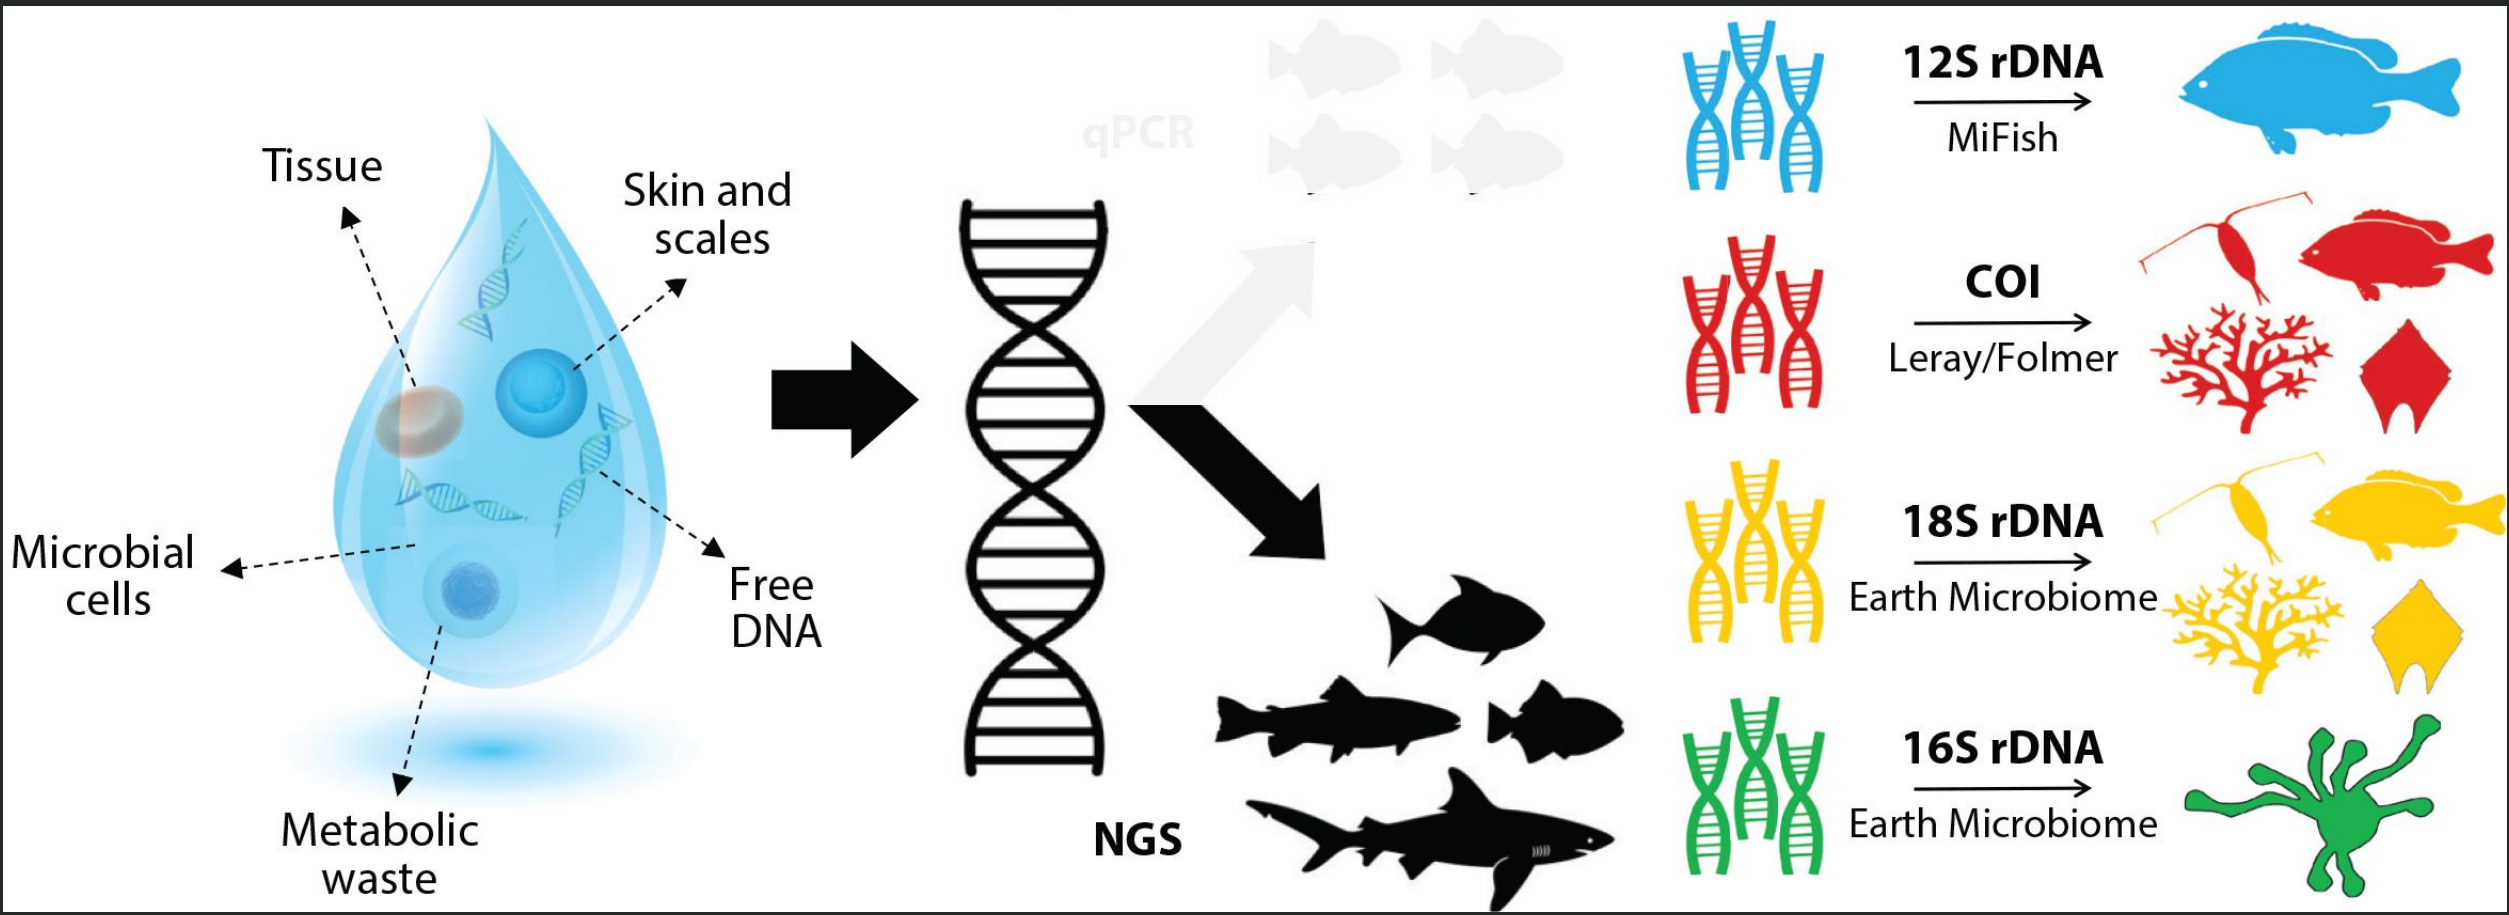 Tissue
Skin and
scales
Microbial
cells
Free
DNA
Metabolic
waste
qPCR
NGS
12S rDNA
MiFish
COI
Leray/Folmer
18S rDNA
Earth Microbiome
16S rDNA
Earth Microbiome